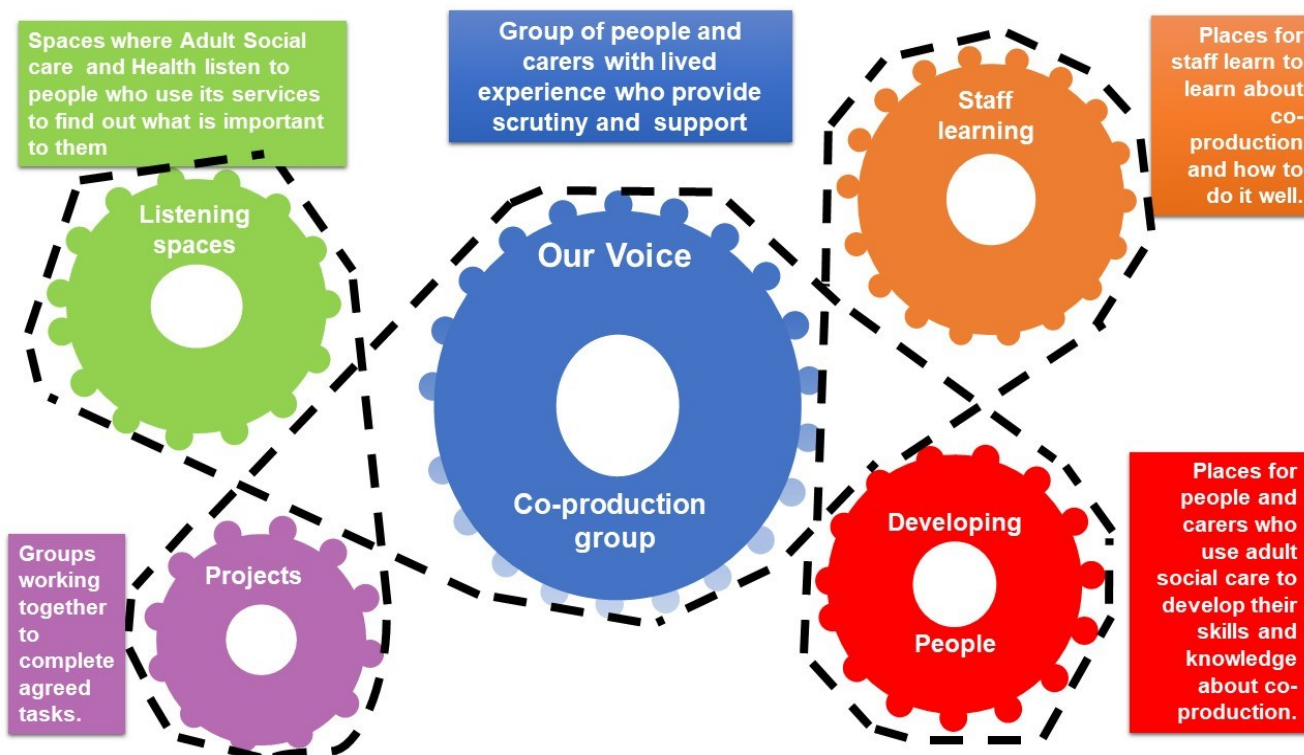 Spaces where Adult Social
care and Health listen to
people who use its services
to find out what is important
to them
Group of people and
carers with lived
experience who provide
scrutiny and support
Places for
staff learn to
learn about
co-
production
and how to
do it well.
Staff
learning
Listening
spaces
Our Voice
Co-production
group
Groups
working
together
to
complete
agreed
tasks.
Projects
Developing
People
Places for
people and
carers who
use adult
social care to
develop their
skills and
knowledge
about co-
production.